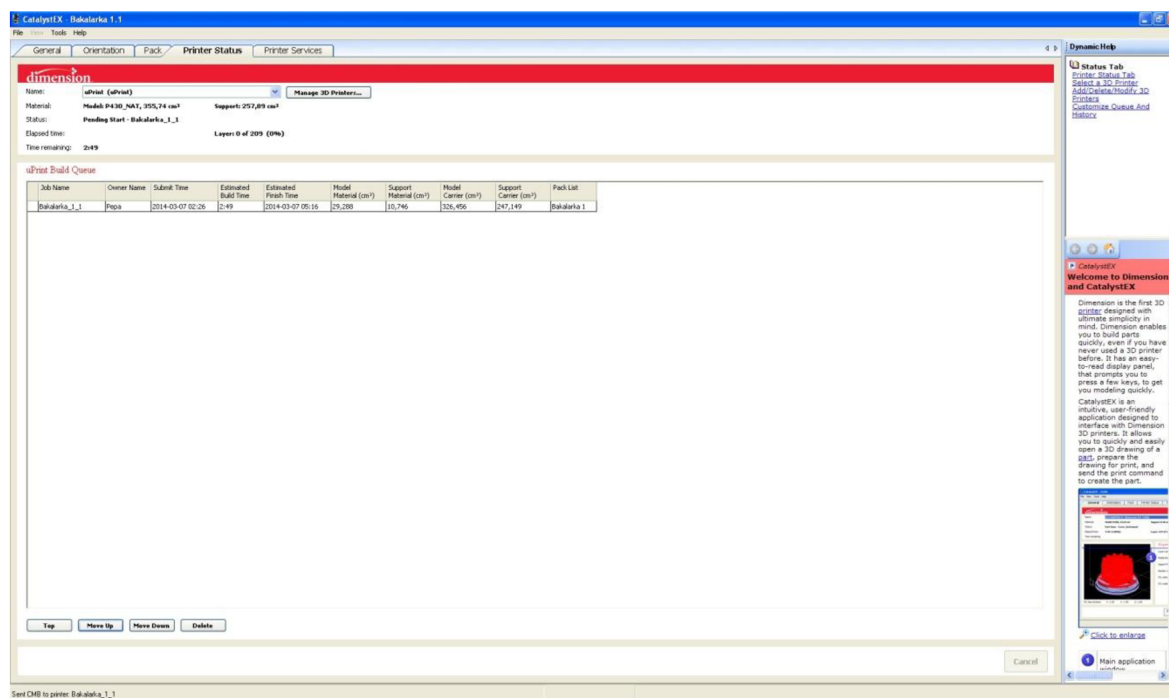 CatalystEX - Bakalarka 1.1
File View Tools Help
General Orientation Pack Printer Status Printer Services
dimension
Name: uPrint (uPrint) Manage 3D Printers...
Material: Model: P430_NAT, 355,74 cm³ Support: 257,89 cm³
Status: Pending Start - Bakalarka_1_1
Elapsed time: Layer: 0 of 209 (0%)
Time remaining: 2:49
uPrint Build Queue
Job Name Owner Name Submit Time Estimated Build Time Estimated Finish Time Model Material (cm³) Support Material (cm³) Model Carrier (cm³) Support Carrier (cm³) Pack List
Bakalarka_1_1 Pepa 2014-03-07 02:26 2:49 2014-03-07 05:16 29,288 10,746 326,456 247,149 Bakalarka 1
Top Move Up Move Down Delete
Cancel
Sent CMB to printer: Bakalarka_1_1
Dynamic Help
Status Tab
Printer Status Tab
Select a 3D Printer
Add/Delete/Modify 3D
Printers
Customize Queue And
History
CatalystEX
Welcome to Dimension
and CatalystEX
Dimension is the first 3D
printer designed with
ultimate simplicity in
mind. Dimension enables
you to build parts
quickly, even if you have
never used a 3D printer
before. It has an easy-
to-read display panel,
that prompts you to
press a few keys, to get
you modeling quickly.
CatalystEX is an
intuitive, user-friendly
application designed to
interface with Dimension
3D printers. It allows
you to quickly and easily
open a 3D drawing of a
part, prepare the
drawing for print, and
send the print command
to create the part.
Click to enlarge
1 Main application
window